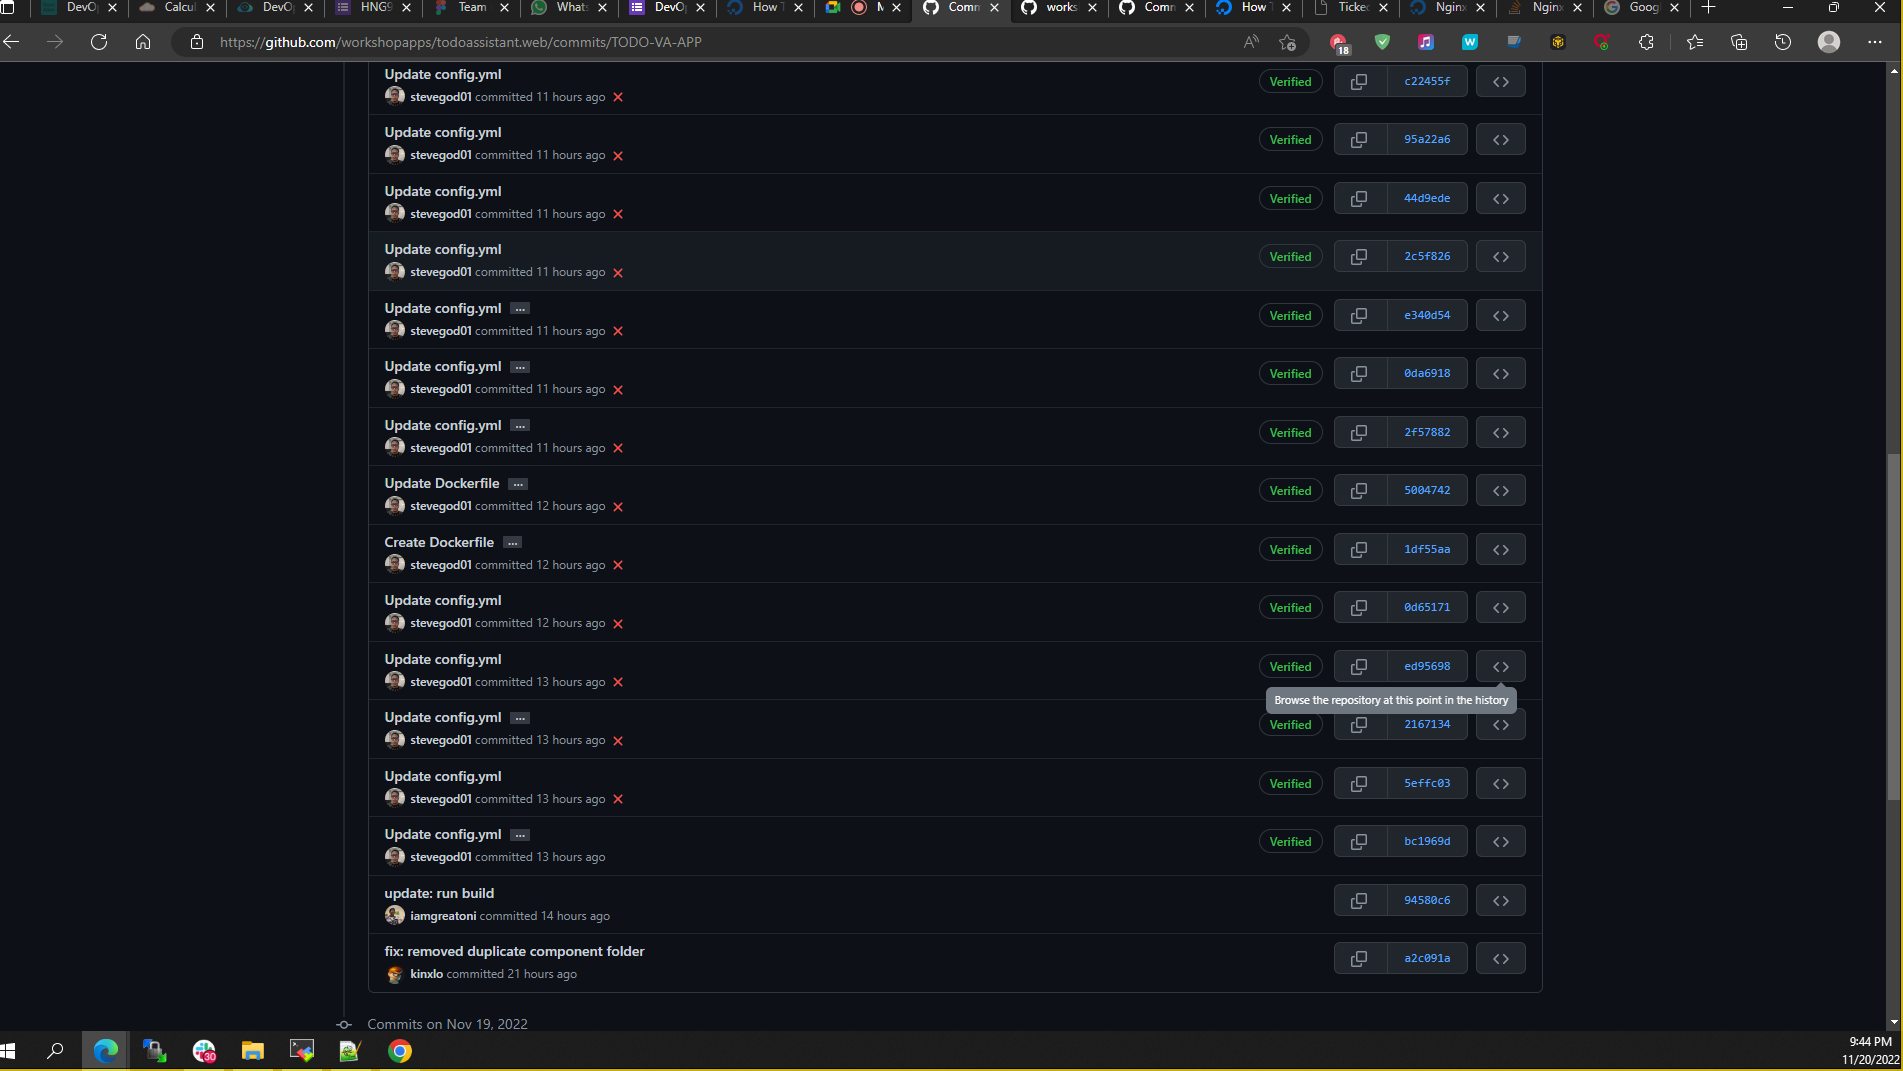 DevO
Calcul
DevO
HNG9
Team
Whats
DevO
How T
Comm
works
Comm
How T
Ticke
Nginx
Nginx
Googl
https://github.com/workshopapps/todoassistant.web/commits/TODO-VA-APP
18
Update config.yml
Verified
c22455f
stevegod01 committed 11 hours ago
Update config.yml
Verified
95a22a6
stevegod01 committed 11 hours ago
Update config.yml
Verified
44d9ede
stevegod01 committed 11 hours ago
Update config.yml
Verified
2c5f826
stevegod01 committed 11 hours ago
Update config.yml ...
Verified
e340d54
stevegod01 committed 11 hours ago
Update config.yml ...
Verified
0da6918
stevegod01 committed 11 hours ago
Update config.yml ...
Verified
2f57882
stevegod01 committed 11 hours ago
Update Dockerfile ...
Verified
5004742
stevegod01 committed 12 hours ago
Create Dockerfile ...
Verified
1df55aa
stevegod01 committed 12 hours ago
Update config.yml
Verified
0d65171
stevegod01 committed 12 hours ago
Update config.yml
Verified
ed95698
stevegod01 committed 13 hours ago
Browse the repository at this point in the history
Update config.yml ...
Verified
2167134
stevegod01 committed 13 hours ago
Update config.yml
Verified
5effc03
stevegod01 committed 13 hours ago
Update config.yml ...
Verified
bc1969d
stevegod01 committed 13 hours ago
update: run build
94580c6
iamgreatoni committed 14 hours ago
fix: removed duplicate component folder
a2c091a
kinxlo committed 21 hours ago
Commits on Nov 19, 2022
30
9:44 PM
11/20/2022